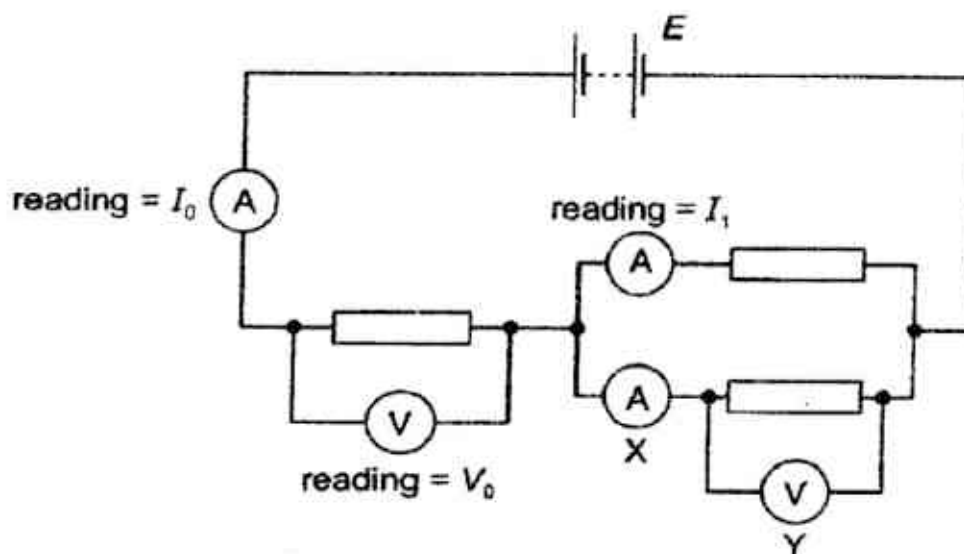 E
reading = I₀
A
reading = I₁
A
V
reading = V₀
A
X
V
Y